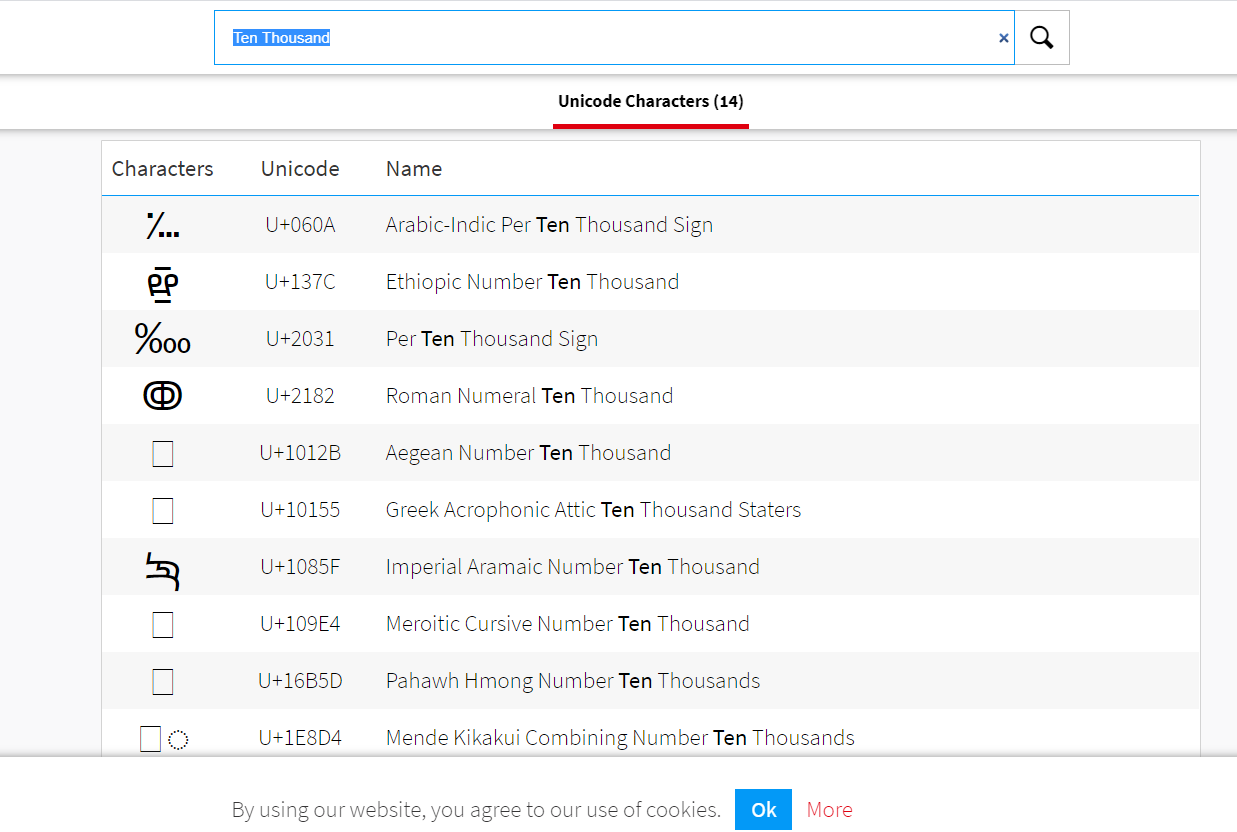 Ten Thousand ×
Unicode Characters (14)
Characters Unicode Name
؊ U+060A Arabic-Indic Per Ten Thousand Sign
፼ U+137C Ethiopic Number Ten Thousand
‱ U+2031 Per Ten Thousand Sign
ↂ U+2182 Roman Numeral Ten Thousand
U+1012B Aegean Number Ten Thousand
U+10155 Greek Acrophonic Attic Ten Thousand Staters
𐡟 U+1085F Imperial Aramaic Number Ten Thousand
U+109E4 Meroitic Cursive Number Ten Thousand
U+16B5D Pahawh Hmong Number Ten Thousands
U+1E8D4 Mende Kikakui Combining Number Ten Thousands
By using our website, you agree to our use of cookies. Ok More